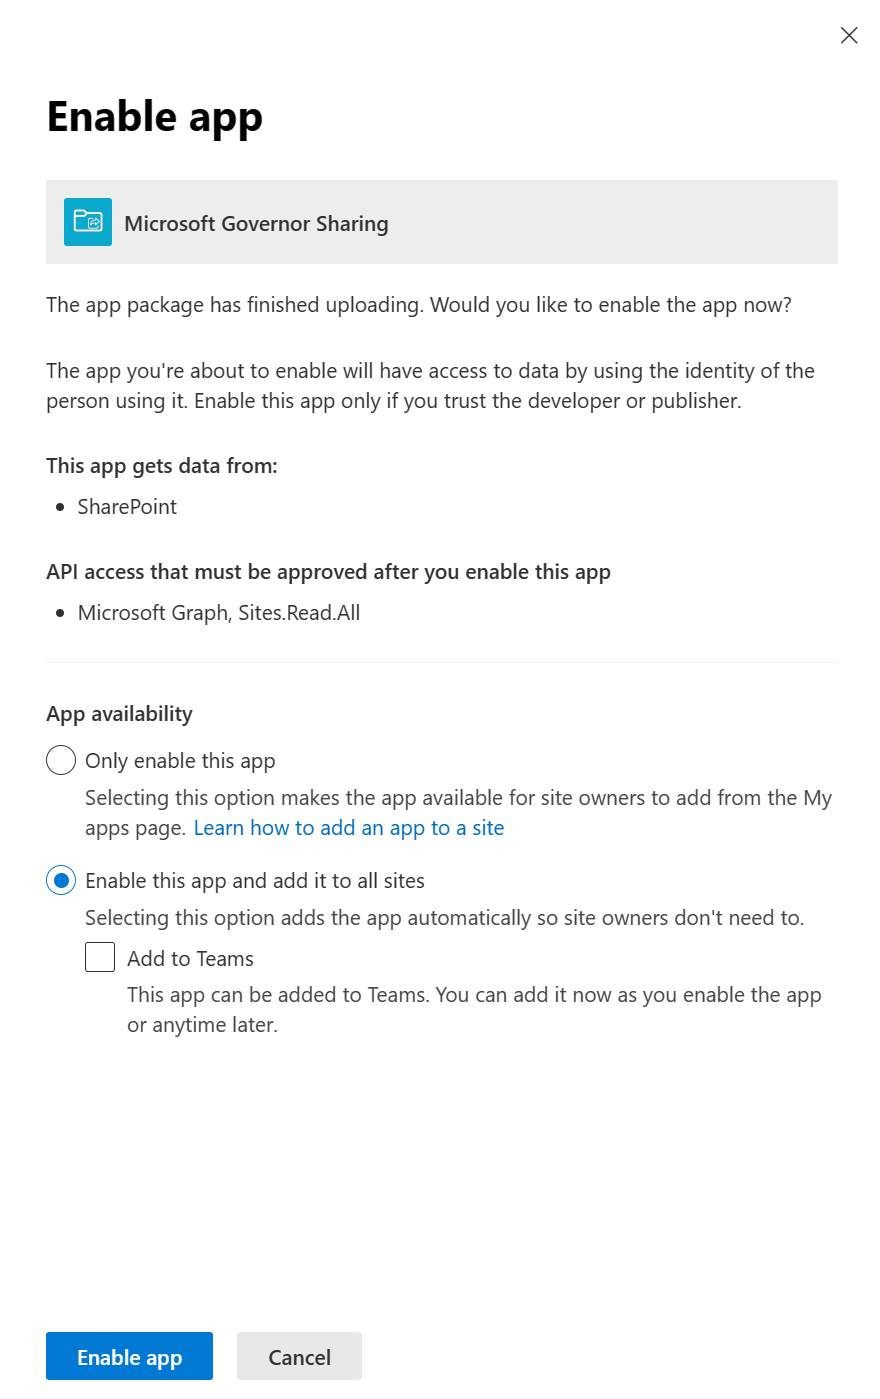 Enable app
Microsoft Governor Sharing
The app package has finished uploading. Would you like to enable the app now?
The app you're about to enable will have access to data by using the identity of the
person using it. Enable this app only if you trust the developer or publisher.
This app gets data from:
• SharePoint
API access that must be approved after you enable this app
• Microsoft Graph, Sites.Read.All
App availability
Only enable this app
Selecting this option makes the app available for site owners to add from the My
apps page. Learn how to add an app to a site
Enable this app and add it to all sites
Selecting this option adds the app automatically so site owners don't need to.
Add to Teams
This app can be added to Teams. You can add it now as you enable the app
or anytime later.
Enable app
Cancel